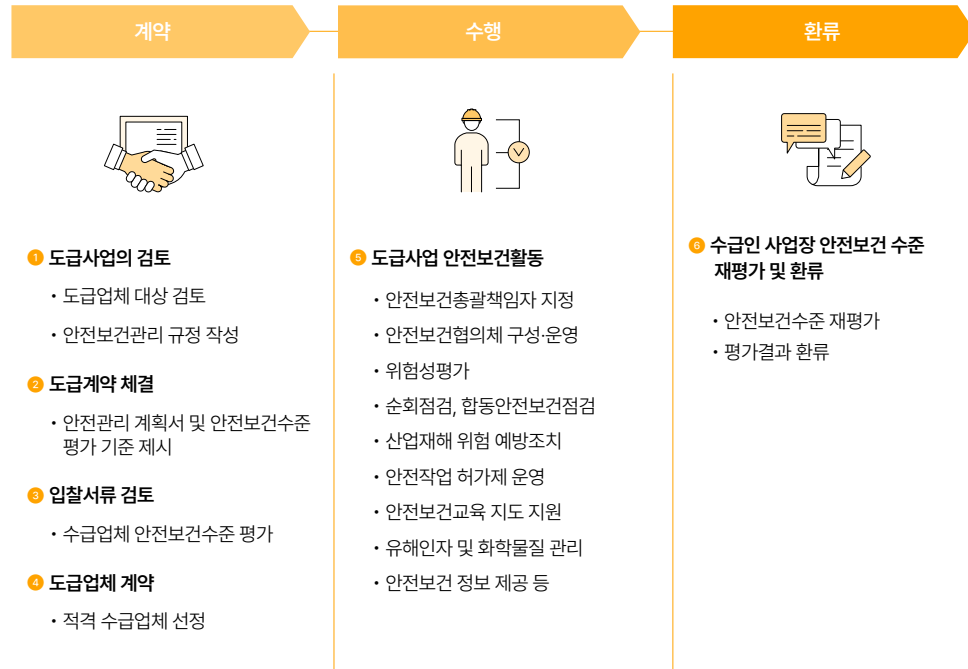 계약
수행
환류
1 도급사업의 검토
• 도급업체 대상 검토
• 안전보건관리 규정 작성
2 도급계약 체결
• 안전관리 계획서 및 안전보건수준
평가 기준 제시
3 입찰서류 검토
• 수급업체 안전보건수준 평가
4 도급업체 계약
• 적격 수급업체 선정
5 도급사업 안전보건활동
• 안전보건총괄책임자 지정
• 안전보건협의체 구성·운영
• 위험성평가
• 순회점검, 합동안전보건점검
• 산업재해 위험 예방조치
• 안전작업 허가제 운영
• 안전보건교육 지도 지원
• 유해인자 및 화학물질 관리
• 안전보건 정보 제공 등
6 수급인 사업장 안전보건 수준
재평가 및 환류
• 안전보건수준 재평가
• 평가결과 환류